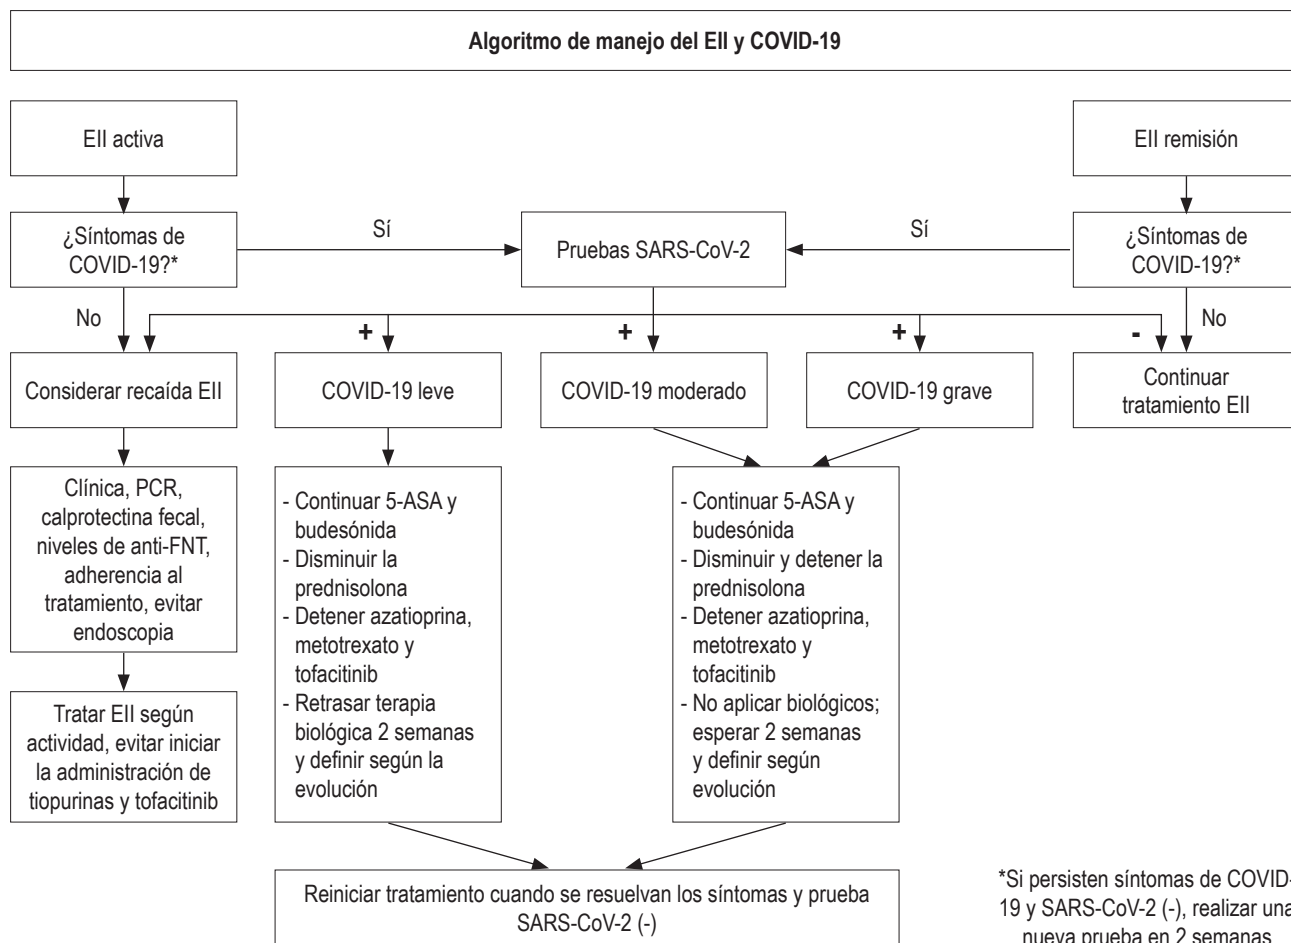 Algoritmo de manejo del EII y COVID-19
EII activa
EII remisión
¿Síntomas de
COVID-19?*
Sí
Pruebas SARS-CoV-2
Sí
¿Síntomas de
COVID-19?*
No
+
+
+
-
No
Considerar recaída EII
COVID-19 leve
COVID-19 moderado
COVID-19 grave
Continuar
tratamiento EII
Clínica, PCR,
calprotectina fecal,
niveles de anti-FNT,
adherencia al
tratamiento, evitar
endoscopia
- Continuar 5-ASA y
budesónida
- Disminuir la
prednisolona
- Detener azatioprina,
metotrexato y
tofacitinib
- Retrasar terapia
biológica 2 semanas
y definir según la
evolución
- Continuar 5-ASA y
budesónida
- Disminuir y detener la
prednisolona
- Detener azatioprina,
metotrexato y
tofacitinib
- No aplicar biológicos;
esperar 2 semanas
y definir según
evolución
Tratar EII según
actividad, evitar iniciar
la administración de
tiopurinas y tofacitinib
Reiniciar tratamiento cuando se resuelvan los síntomas y prueba
SARS-CoV-2 (-)
*Si persisten síntomas de COVID-
19 y SARS-CoV-2 (-), realizar una
nueva prueba en 2 semanas